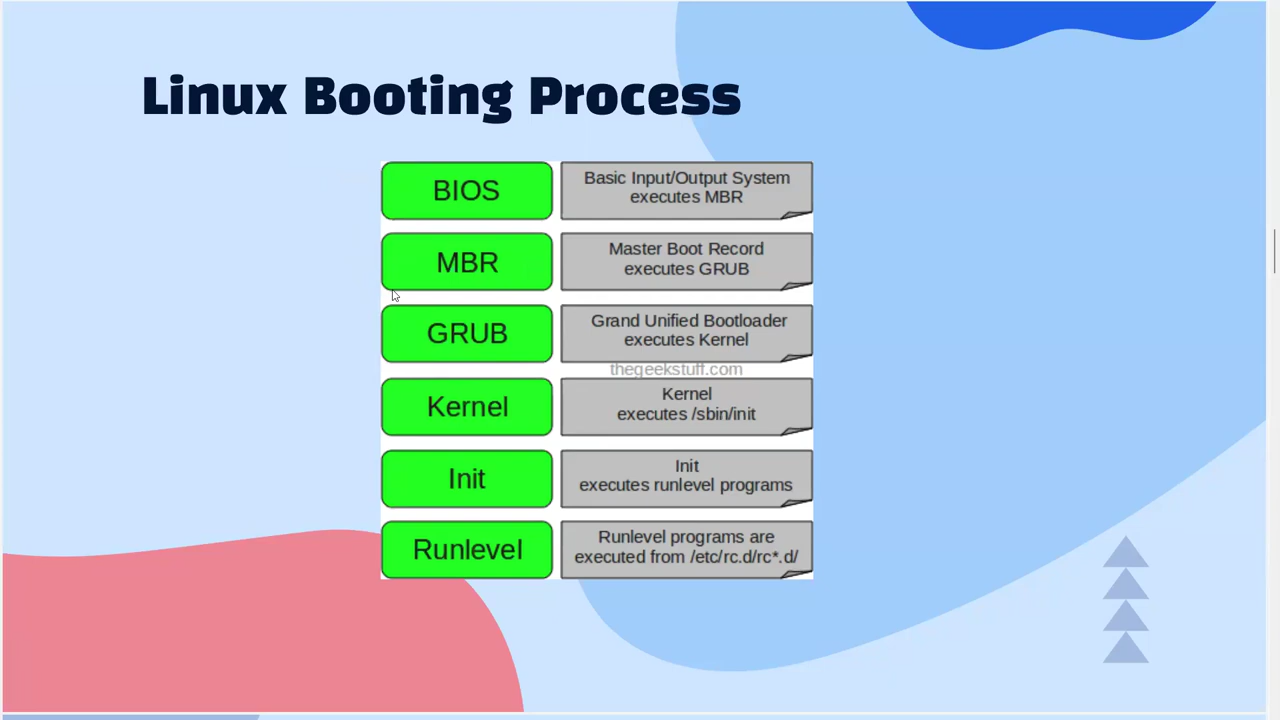 Linux Booting Process
BIOS
Basic Input/Output System
executes MBR
MBR
Master Boot Record
executes GRUB
GRUB
Grand Unified Bootloader
executes Kernel
thegeekstuff.com
Kernel
Kernel
executes /sbin/init
Init
Init
executes runlevel programs
Runlevel
Runlevel programs are
executed from /etc/rc.d/rc*.d/